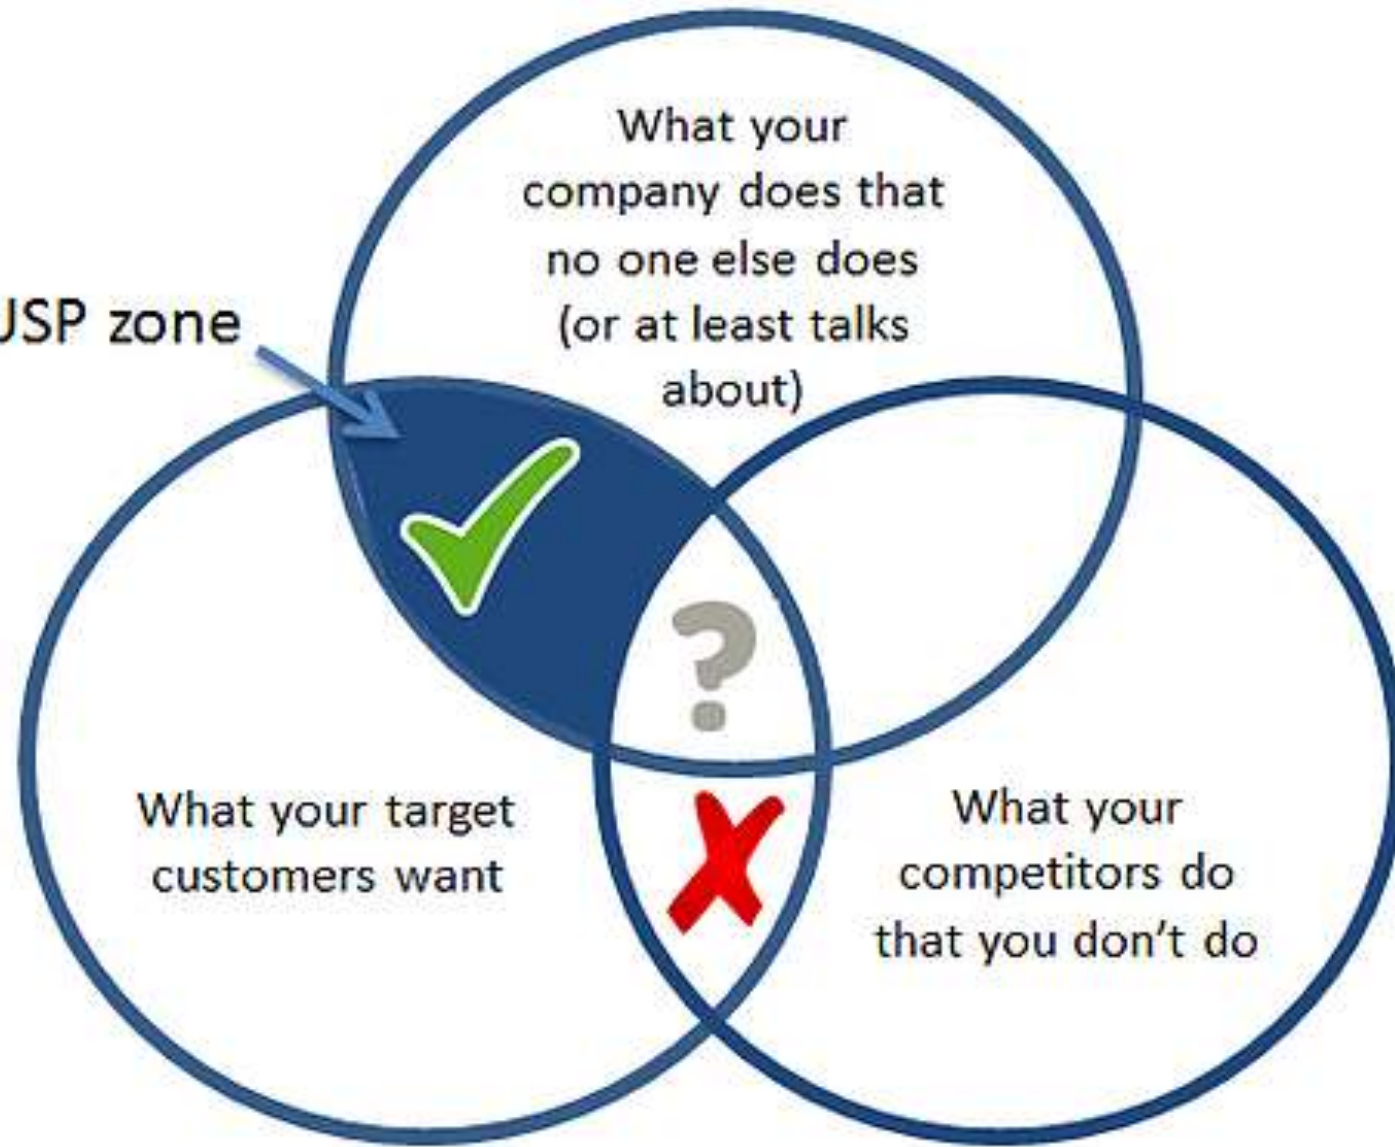 What your
company does that
no one else does
(or at least talks
about)
USP zone
?
What your target
customers want
What your
competitors do
that you don't do